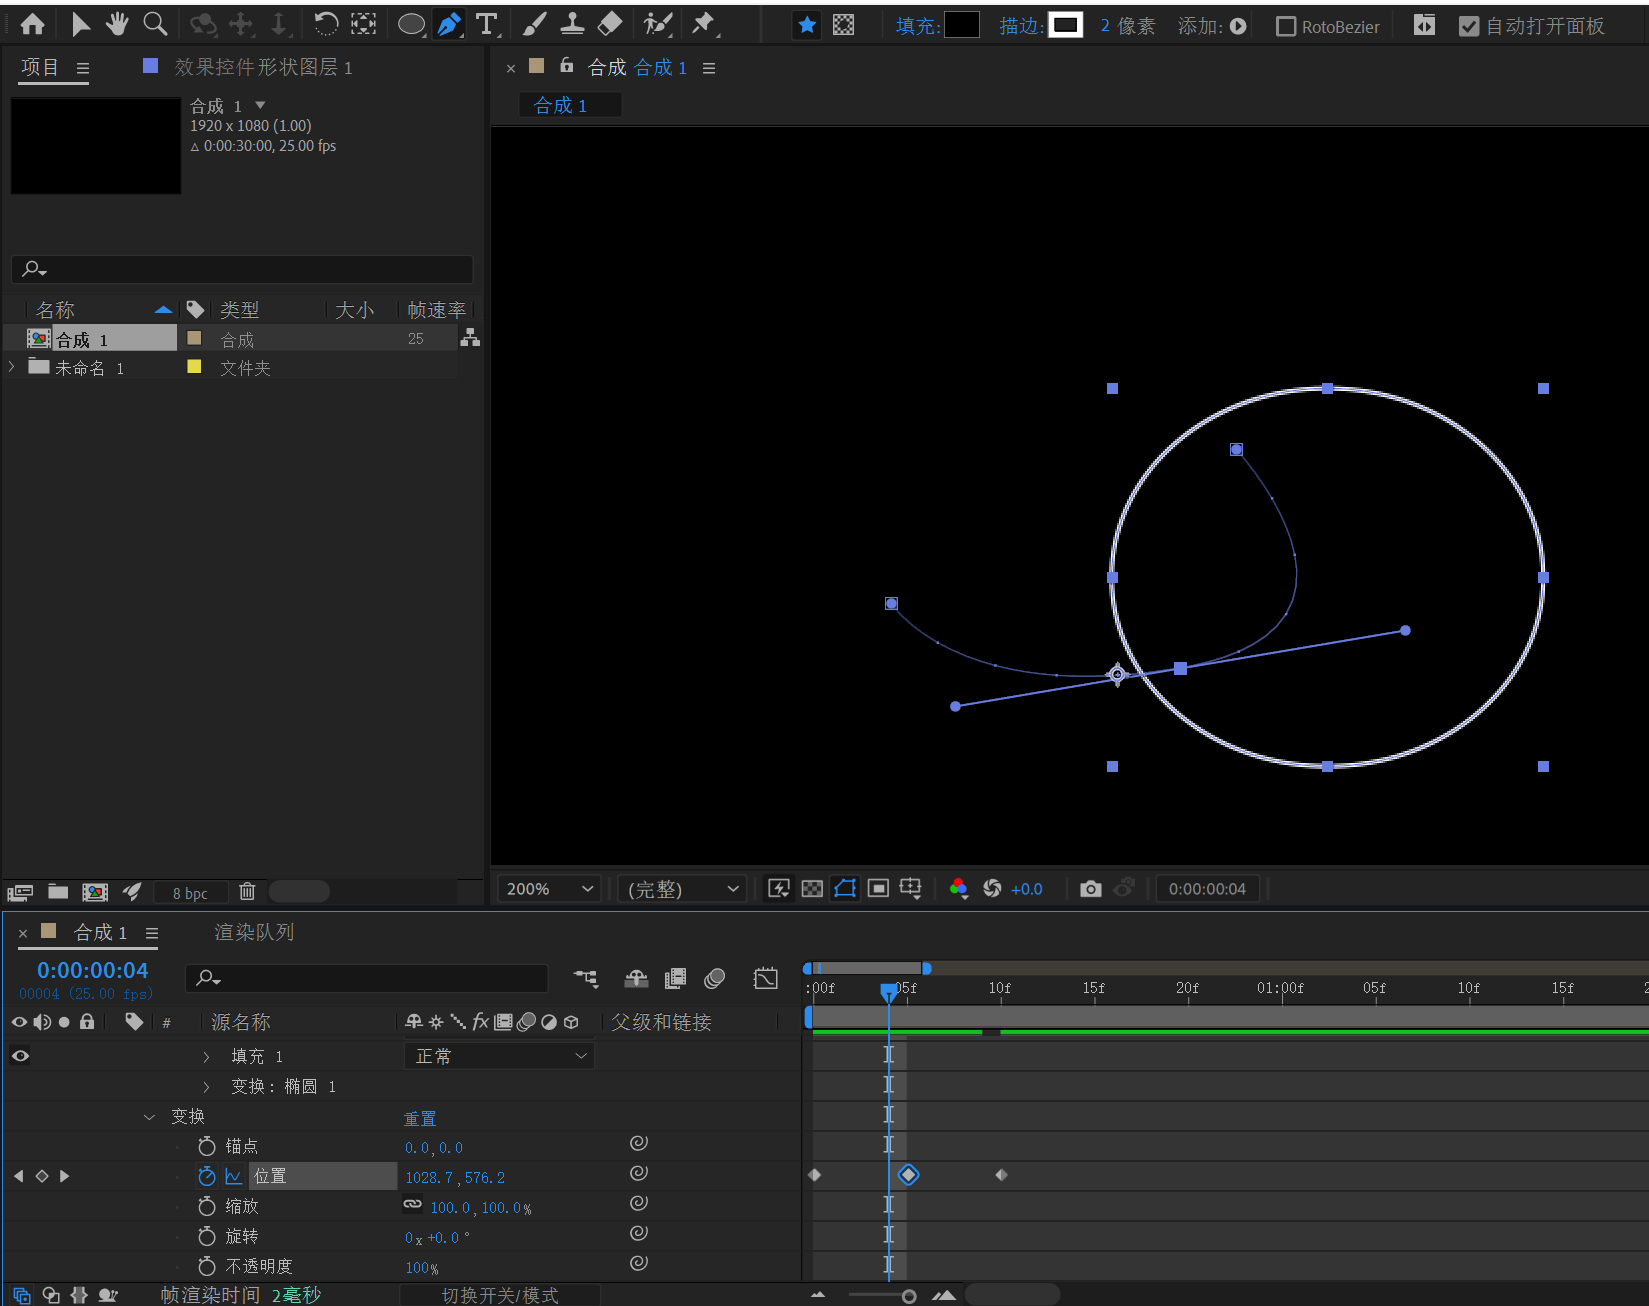 填充: 描边: 2 像素 添加: RotoBezier 自动打开面板
项目 效果控件形状图层 1
合成 1
1920 x 1080 (1.00)
△ 0:00:30:00, 25.00 fps
名称 类型 大小 帧速率
合成 1 合成 25
未命名 1 文件夹
8 bpc
× 合成 合成 1
合成 1
200% (完整) +0.0 0:00:00:04
× 合成 1 渲染队列
0:00:00:04
00004 (25.00 fps)
:00f 05f 10f 15f 20f 01:00f 05f 10f 15f 2
# 源名称 fx 父级和链接
填充 1 正常
变换: 椭圆 1
变换 重置
锚点 0.0,0.0
位置 1028.7,576.2
缩放 100.0,100.0%
旋转 0x+0.0°
不透明度 100%
帧渲染时间 2毫秒 切换开关/模式